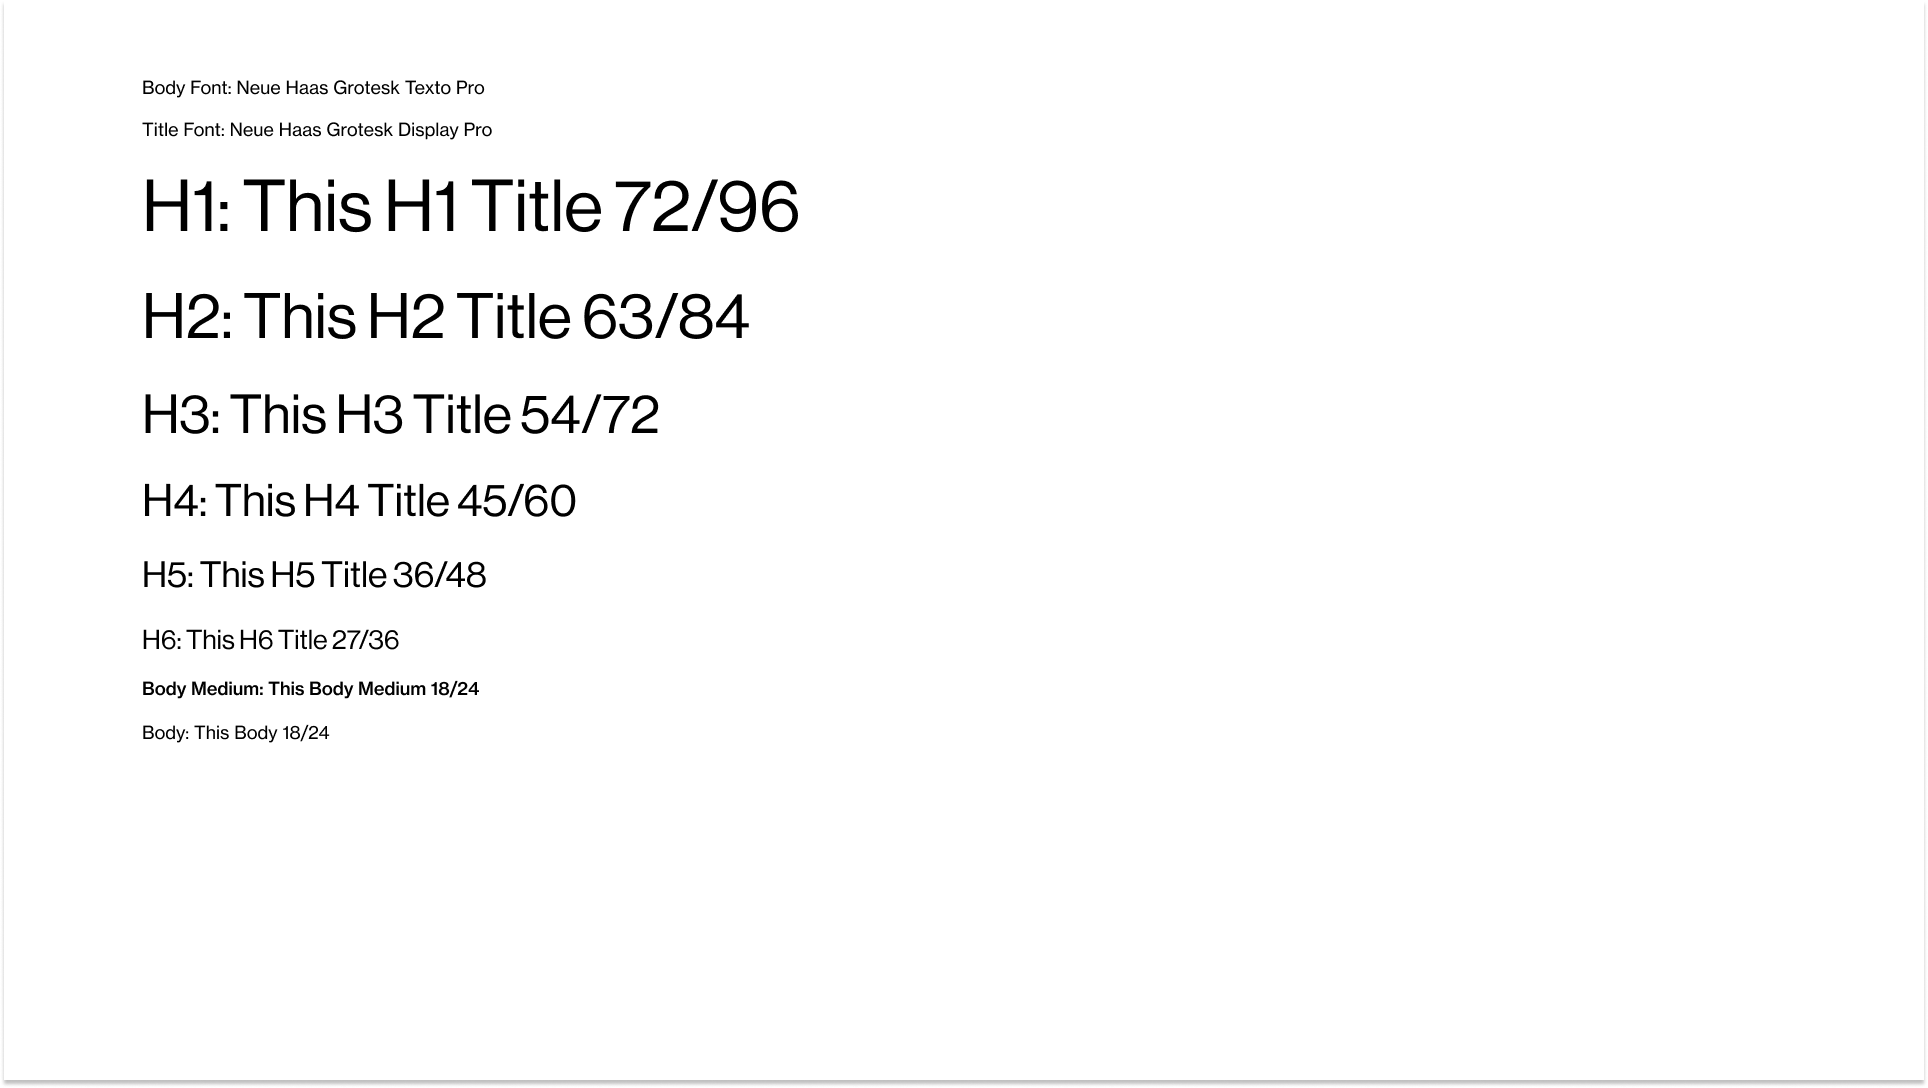 Body Font: Neue Haas Grotesk Texto Pro
Title Font: Neue Haas Grotesk Display Pro
H1: This H1 Title 72/96
H2: This H2 Title 63/84
H3: This H3 Title 54/72
H4: This H4 Title 45/60
H5: This H5 Title 36/48
H6: This H6 Title 27/36
Body Medium: This Body Medium 18/24
Body: This Body 18/24